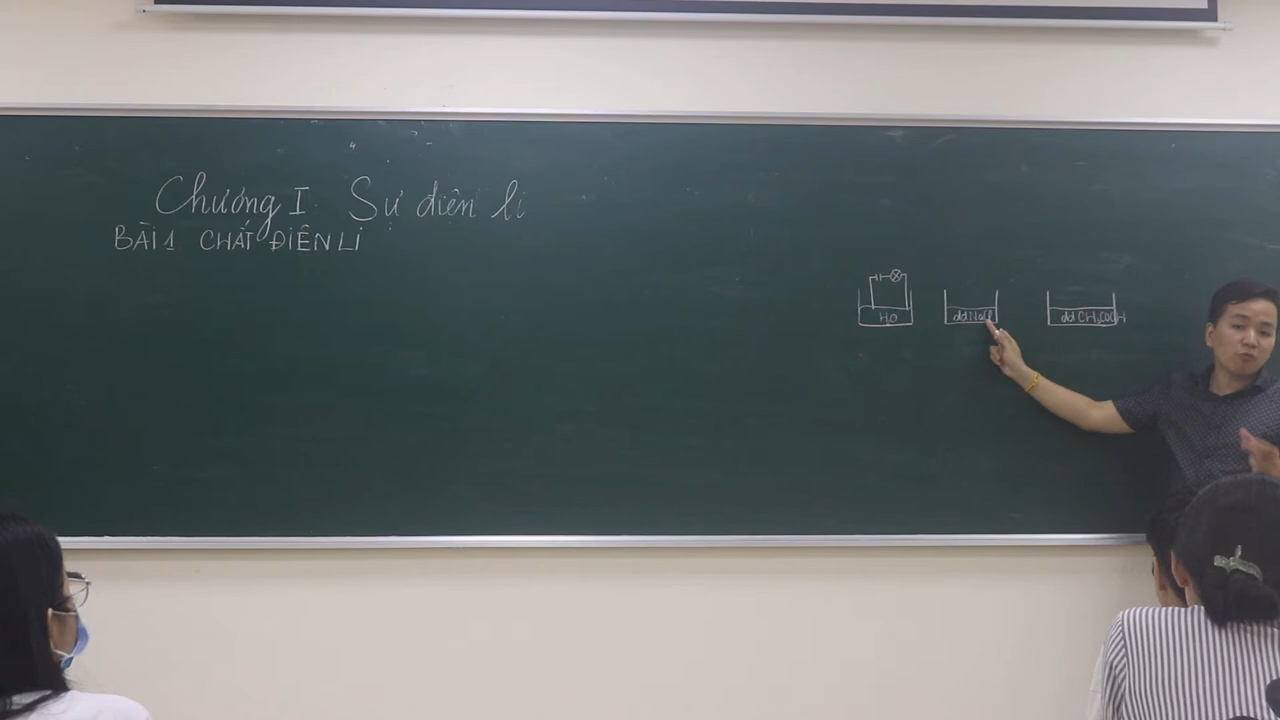 Chương I. Sự điện li
BÀI 1 CHẤT ĐIỆN LI
H₂O
dd NaCl
dd CH₃COOH